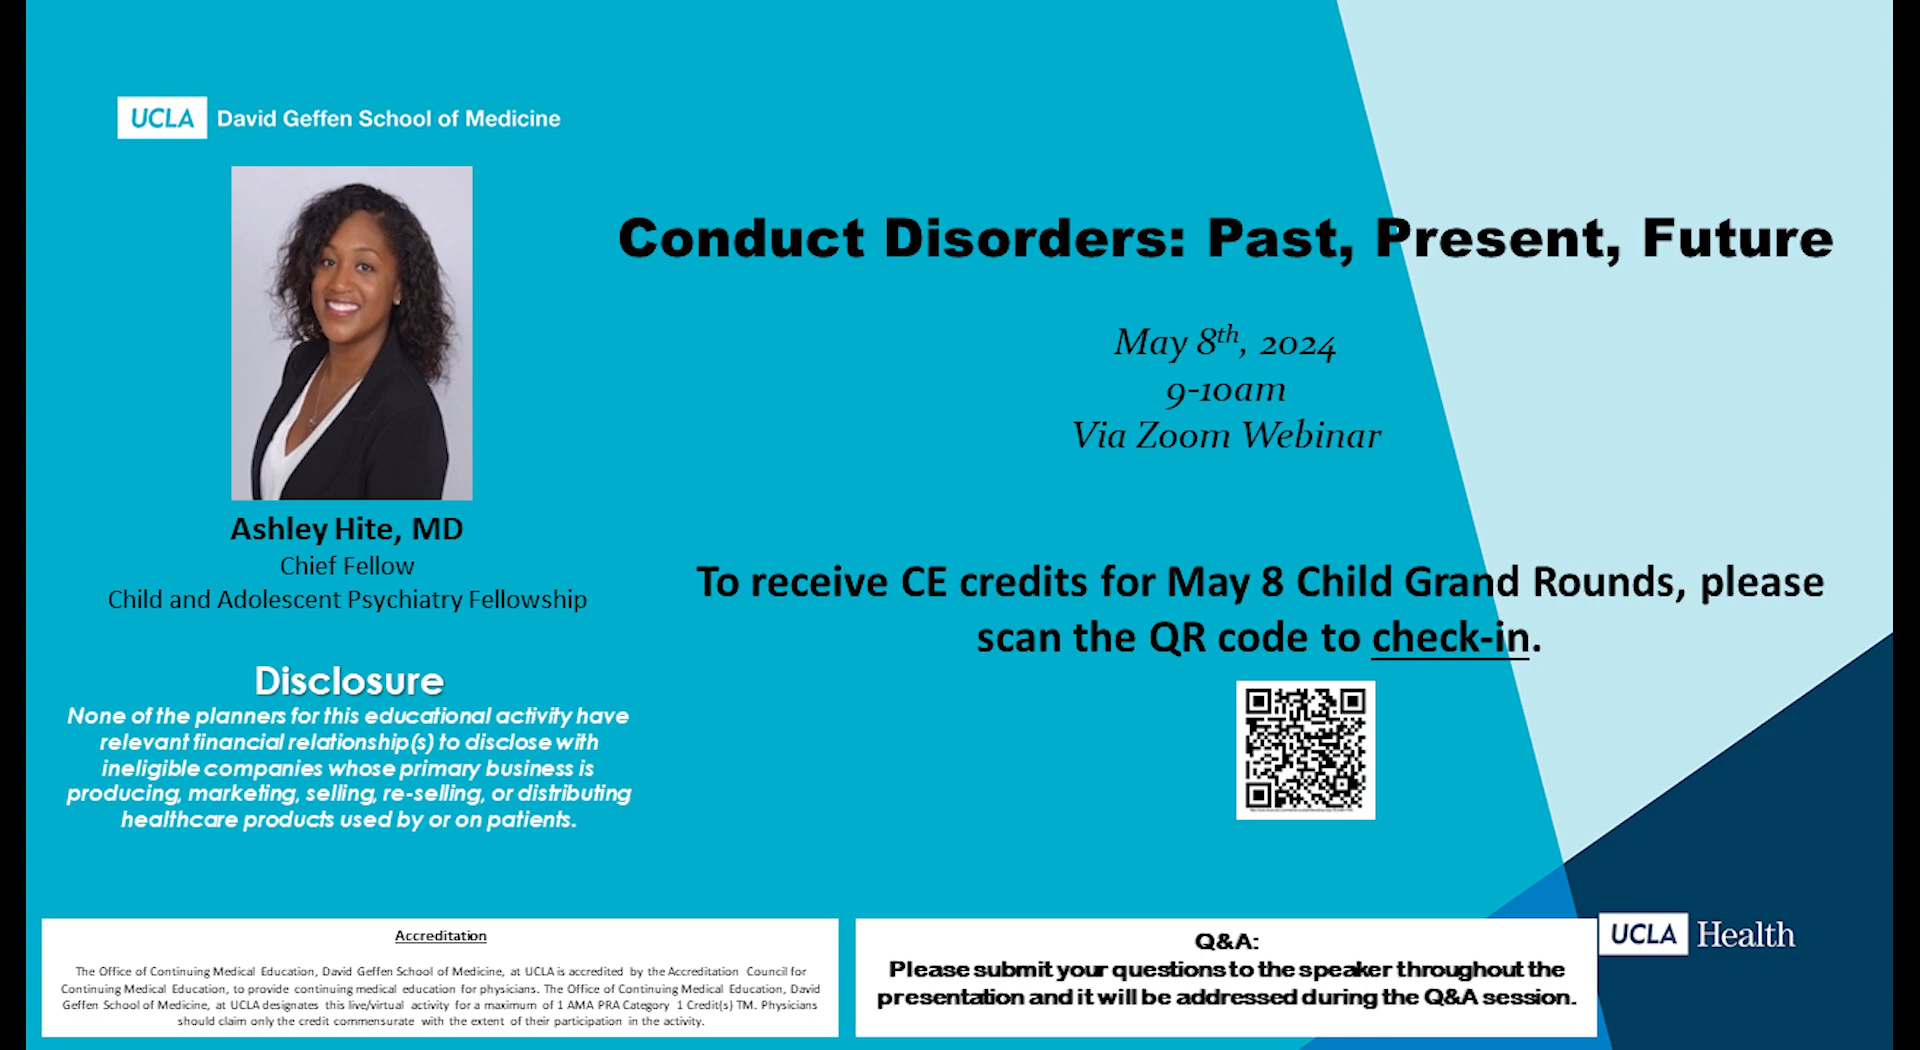 UCLA David Geffen School of Medicine
Ashley Hite, MD
Chief Fellow
Child and Adolescent Psychiatry Fellowship
Disclosure
None of the planners for this educational activity have
relevant financial relationship(s) to disclose with
ineligible companies whose primary business is
producing, marketing, selling, re-selling, or distributing
healthcare products used by or on patients.
Conduct Disorders: Past, Present, Future
May 8th, 2024
9-10am
Via Zoom Webinar
To receive CE credits for May 8 Child Grand Rounds, please
scan the QR code to check-in.
Accreditation
The Office of Continuing Medical Education, David Geffen School of Medicine, at UCLA is accredited by the Accreditation Council for
Continuing Medical Education, to provide continuing medical education for physicians. The Office of Continuing Medical Education, David
Geffen School of Medicine, at UCLA designates this live/virtual activity for a maximum of 1 AMA PRA Category 1 Credit(s) TM. Physicians
should claim only the credit commensurate with the extent of their participation in the activity.
Q&A:
Please submit your questions to the speaker throughout the
presentation and it will be addressed during the Q&A session.
UCLA Health